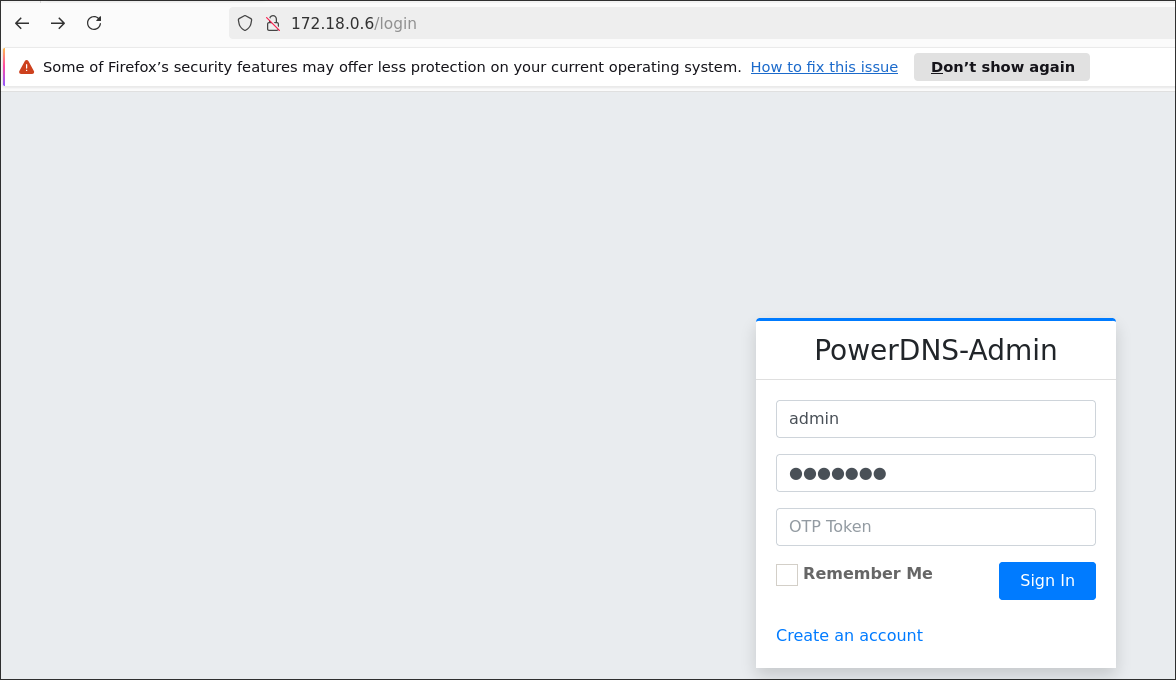 172.18.0.6/login
Some of Firefox’s security features may offer less protection on your current operating system. How to fix this issue Don’t show again
PowerDNS-Admin
admin
●●●●●●●
OTP Token
Remember Me
Sign In
Create an account